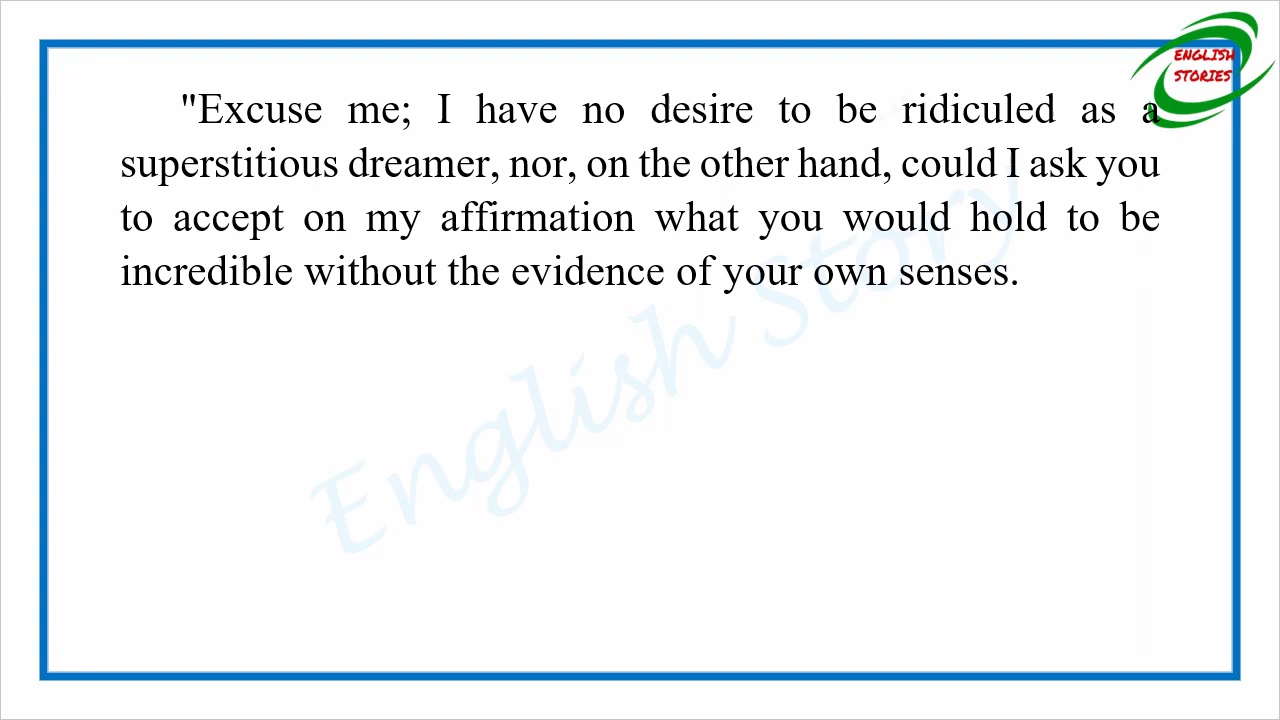 ENGLISH
STORIES
"Excuse me; I have no desire to be ridiculed as a
superstitious dreamer, nor, on the other hand, could I ask you
to accept on my affirmation what you would hold to be
incredible without the evidence of your own senses.
English Story